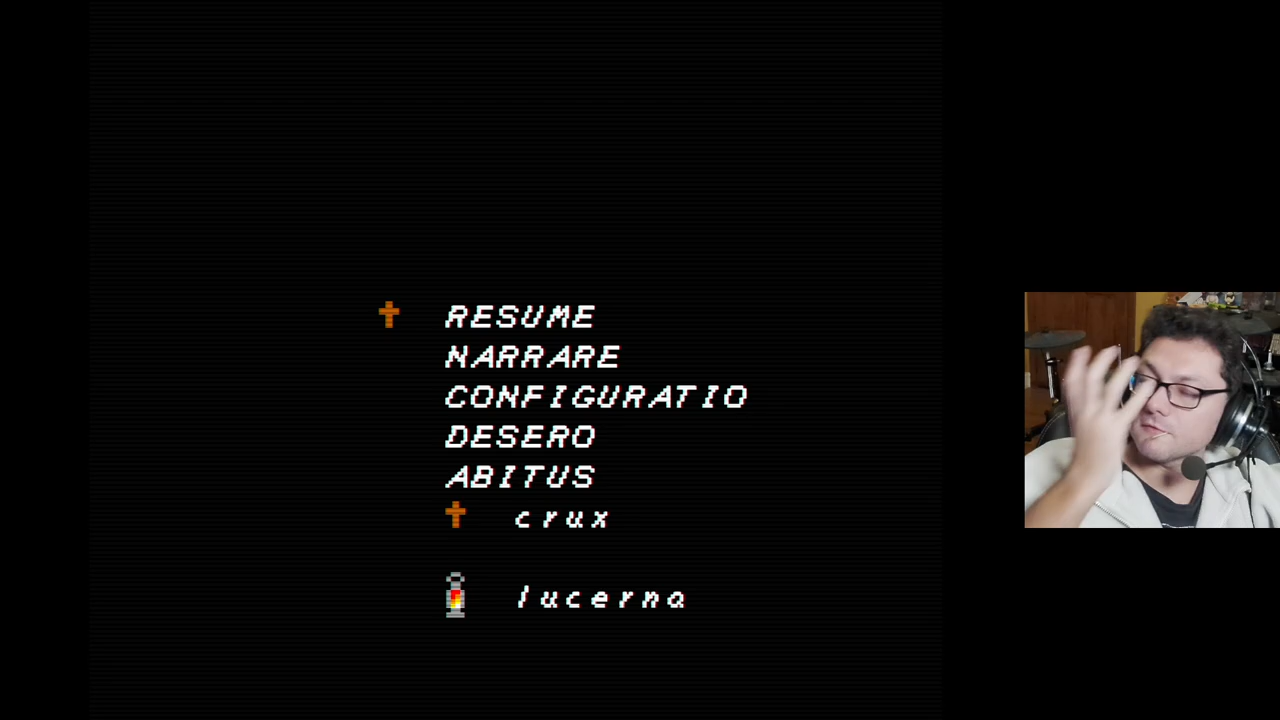 RESUME
NARRARE
CONFIGURATIO
DESERO
ABITUS
crux
lucerna